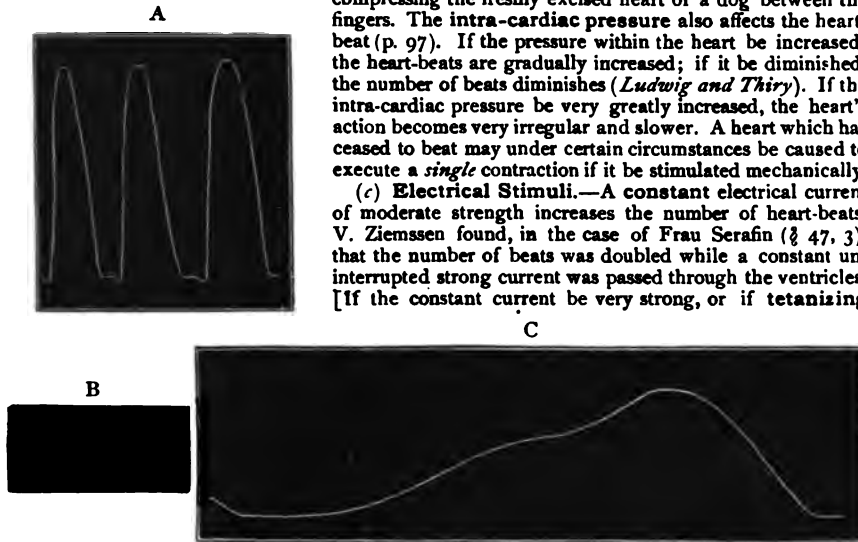 A
compressing the freshly excised heart of a dog between the
fingers. The intra-cardiac pressure also affects the heart
beat (p. 97). If the pressure within the heart be increased
the heart-beats are gradually increased; if it be diminished
the number of beats diminishes (Ludwig and Thiry). If th
intra-cardiac pressure be very greatly increased, the heart'
action becomes very irregular and slower. A heart which ha
ceased to beat may under certain circumstances be caused t
execute a single contraction if it be stimulated mechanically
(c) Electrical Stimuli.—A constant electrical curren
of moderate strength increases the number of heart-beats
V. Ziemssen found, in the case of Frau Serafin (§ 47, 3)
that the number of beats was doubled while a constant un
interrupted strong current was passed through the ventricles
[If the constant current be very strong, or if tetanizing
C
B